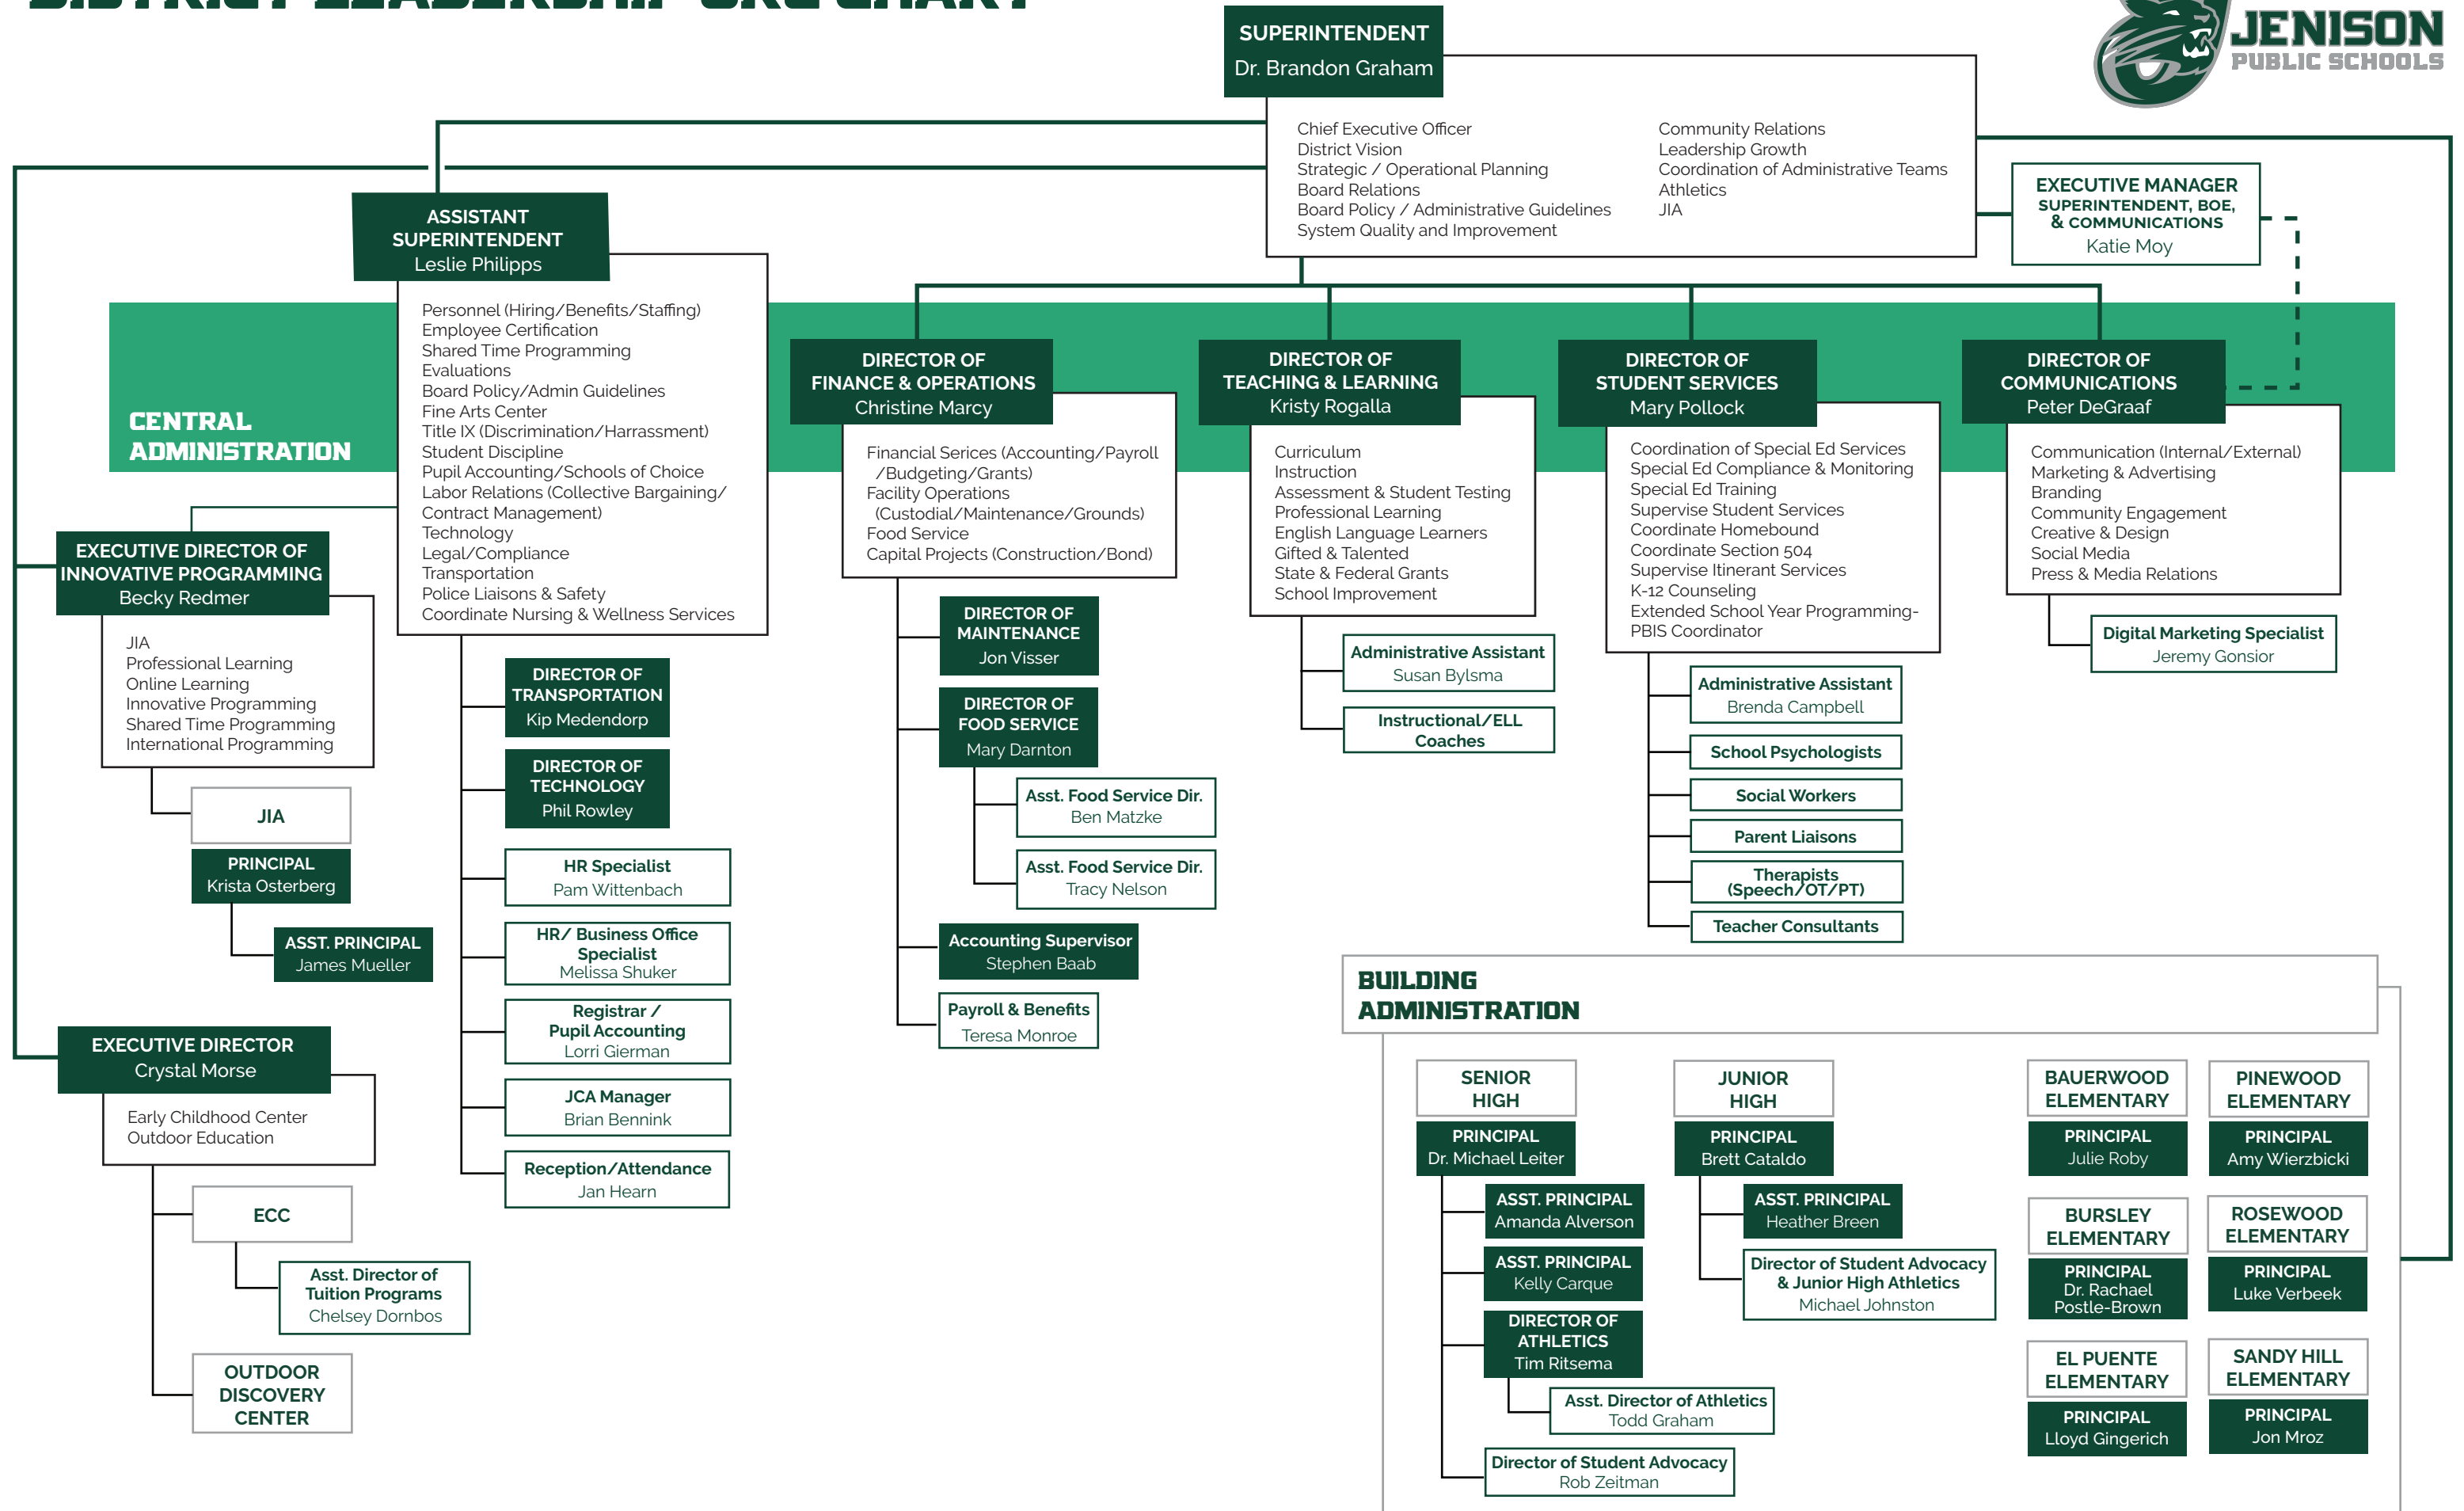 DISTRICT LEADERSHIP ORG CHART
JENISON
PUBLIC SCHOOLS
SUPERINTENDENT
Dr. Brandon Graham
Chief Executive Officer
District Vision
Strategic / Operational Planning
Board Relations
Board Policy / Administrative Guidelines
System Quality and Improvement
Community Relations
Leadership Growth
Coordination of Administrative Teams
Athletics
JIA
EXECUTIVE MANAGER
SUPERINTENDENT, BOE,
& COMMUNICATIONS
Katie Moy
CENTRAL
ADMINISTRATION
ASSISTANT
SUPERINTENDENT
Leslie Philipps
Personnel (Hiring/Benefits/Staffing)
Employee Certification
Shared Time Programming
Evaluations
Board Policy/Admin Guidelines
Fine Arts Center
Title IX (Discrimination/Harrassment)
Student Discipline
Pupil Accounting/Schools of Choice
Labor Relations (Collective Bargaining/
Contract Management)
Technology
Legal/Compliance
Transportation
Police Liaisons & Safety
Coordinate Nursing & Wellness Services
DIRECTOR OF
TRANSPORTATION
Kip Medendorp
DIRECTOR OF
TECHNOLOGY
Phil Rowley
HR Specialist
Pam Wittenbach
HR/ Business Office
Specialist
Melissa Shuker
Registrar /
Pupil Accounting
Lorri Gierman
JCA Manager
Brian Bennink
Reception/Attendance
Jan Hearn
EXECUTIVE DIRECTOR OF
INNOVATIVE PROGRAMMING
Becky Redmer
JIA
Professional Learning
Online Learning
Innovative Programming
Shared Time Programming
International Programming
JIA
PRINCIPAL
Krista Osterberg
ASST. PRINCIPAL
James Mueller
EXECUTIVE DIRECTOR
Crystal Morse
Early Childhood Center
Outdoor Education
ECC
Asst. Director of
Tuition Programs
Chelsey Dornbos
OUTDOOR
DISCOVERY
CENTER
DIRECTOR OF
FINANCE & OPERATIONS
Christine Marcy
Financial Serices (Accounting/Payroll
/Budgeting/Grants)
Facility Operations
(Custodial/Maintenance/Grounds)
Food Service
Capital Projects (Construction/Bond)
DIRECTOR OF
MAINTENANCE
Jon Visser
DIRECTOR OF
FOOD SERVICE
Mary Darnton
Asst. Food Service Dir.
Ben Matzke
Asst. Food Service Dir.
Tracy Nelson
Accounting Supervisor
Stephen Baab
Payroll & Benefits
Teresa Monroe
DIRECTOR OF
TEACHING & LEARNING
Kristy Rogalla
Curriculum
Instruction
Assessment & Student Testing
Professional Learning
English Language Learners
Gifted & Talented
State & Federal Grants
School Improvement
Administrative Assistant
Susan Bylsma
Instructional/ELL
Coaches
DIRECTOR OF
STUDENT SERVICES
Mary Pollock
Coordination of Special Ed Services
Special Ed Compliance & Monitoring
Special Ed Training
Supervise Student Services
Coordinate Homebound
Coordinate Section 504
Supervise Itinerant Services
K-12 Counseling
Extended School Year Programming-
PBIS Coordinator
Administrative Assistant
Brenda Campbell
School Psychologists
Social Workers
Parent Liaisons
Therapists
(Speech/OT/PT)
Teacher Consultants
DIRECTOR OF
COMMUNICATIONS
Peter DeGraaf
Communication (Internal/External)
Marketing & Advertising
Branding
Community Engagement
Creative & Design
Social Media
Press & Media Relations
Digital Marketing Specialist
Jeremy Gonsior
BUILDING
ADMINISTRATION
SENIOR
HIGH
PRINCIPAL
Dr. Michael Leiter
ASST. PRINCIPAL
Amanda Alverson
ASST. PRINCIPAL
Kelly Carque
DIRECTOR OF
ATHLETICS
Tim Ritsema
Asst. Director of Athletics
Todd Graham
Director of Student Advocacy
Rob Zeitman
JUNIOR
HIGH
PRINCIPAL
Brett Cataldo
ASST. PRINCIPAL
Heather Breen
Director of Student Advocacy
& Junior High Athletics
Michael Johnston
BAUERWOOD
ELEMENTARY
PRINCIPAL
Julie Roby
PINEWOOD
ELEMENTARY
PRINCIPAL
Amy Wierzbicki
BURSLEY
ELEMENTARY
PRINCIPAL
Dr. Rachael
Postle-Brown
ROSEWOOD
ELEMENTARY
PRINCIPAL
Luke Verbeek
EL PUENTE
ELEMENTARY
PRINCIPAL
Lloyd Gingerich
SANDY HILL
ELEMENTARY
PRINCIPAL
Jon Mroz